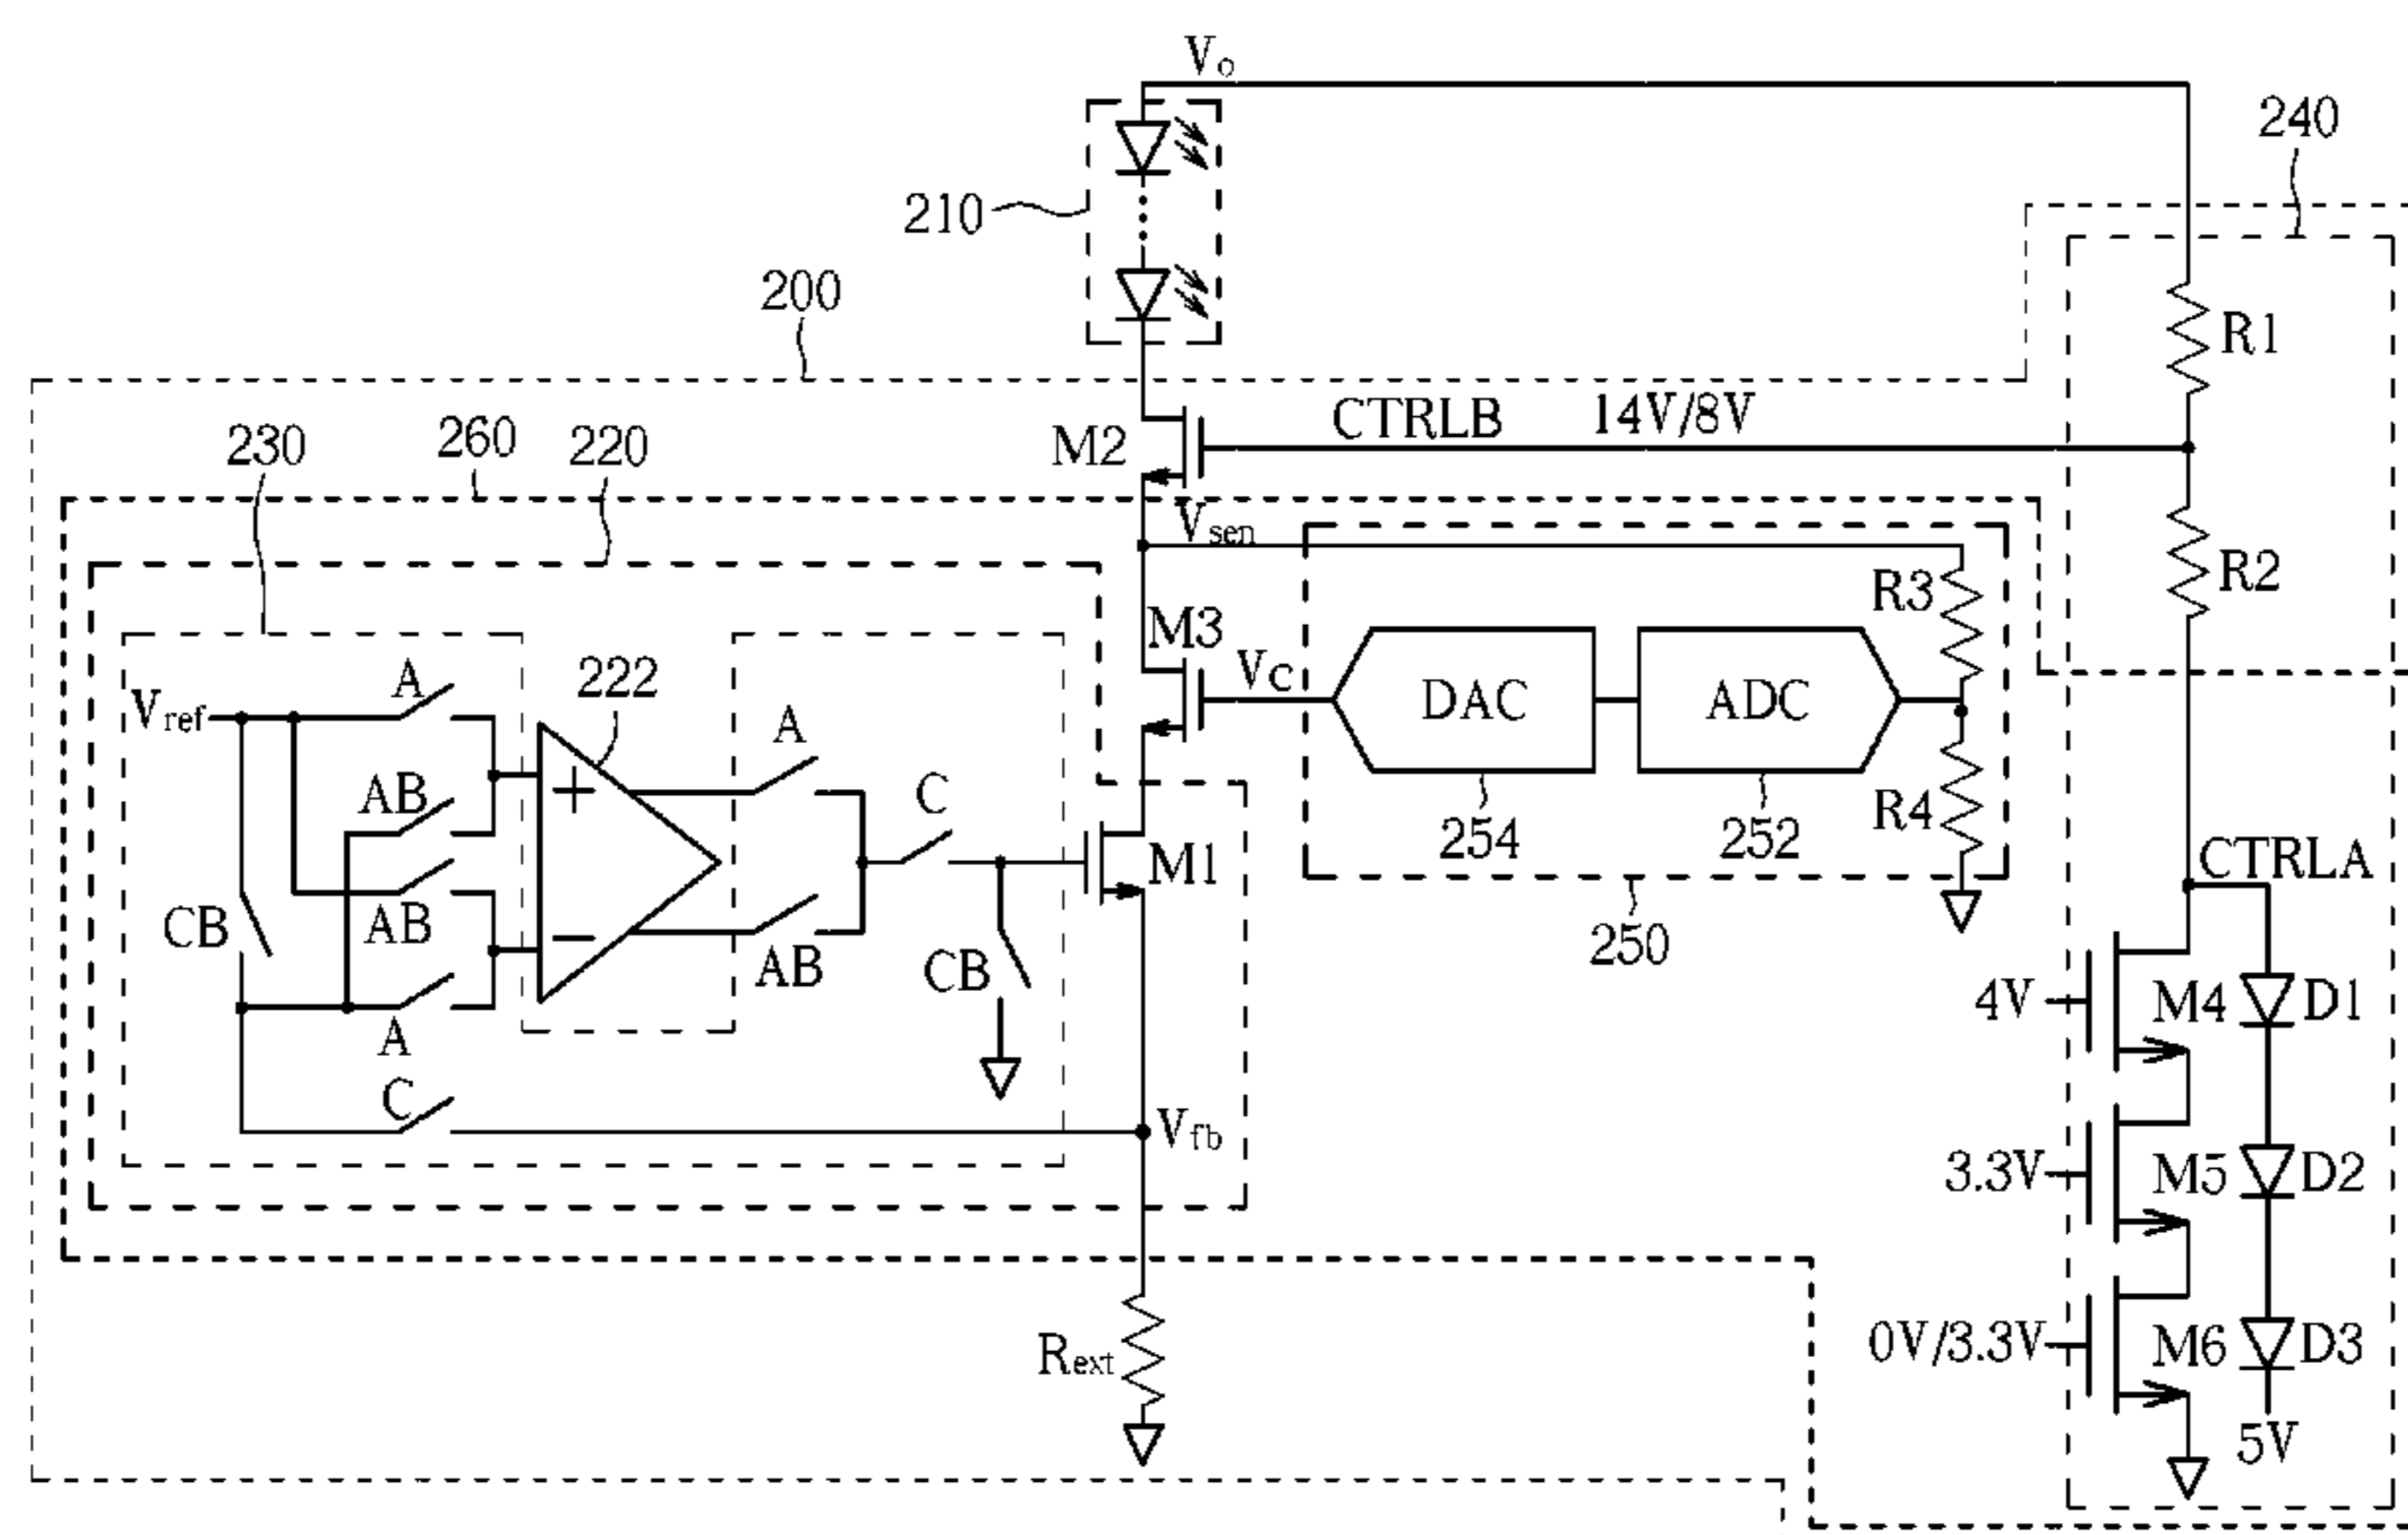 Vo
240
210
R1
200
CTRLB 14V/8V
230 260 220
M2
Vsen
R3 R2
M3
222
Vref A
VC DAC ADC
A
AB C
R4
254 252
M1
CTRLA
CB AB
AB CB
250
4V M4 D1
A
C
Vfb
3.3V M5 D2
Rext
0V/3.3V M6 D3
5V